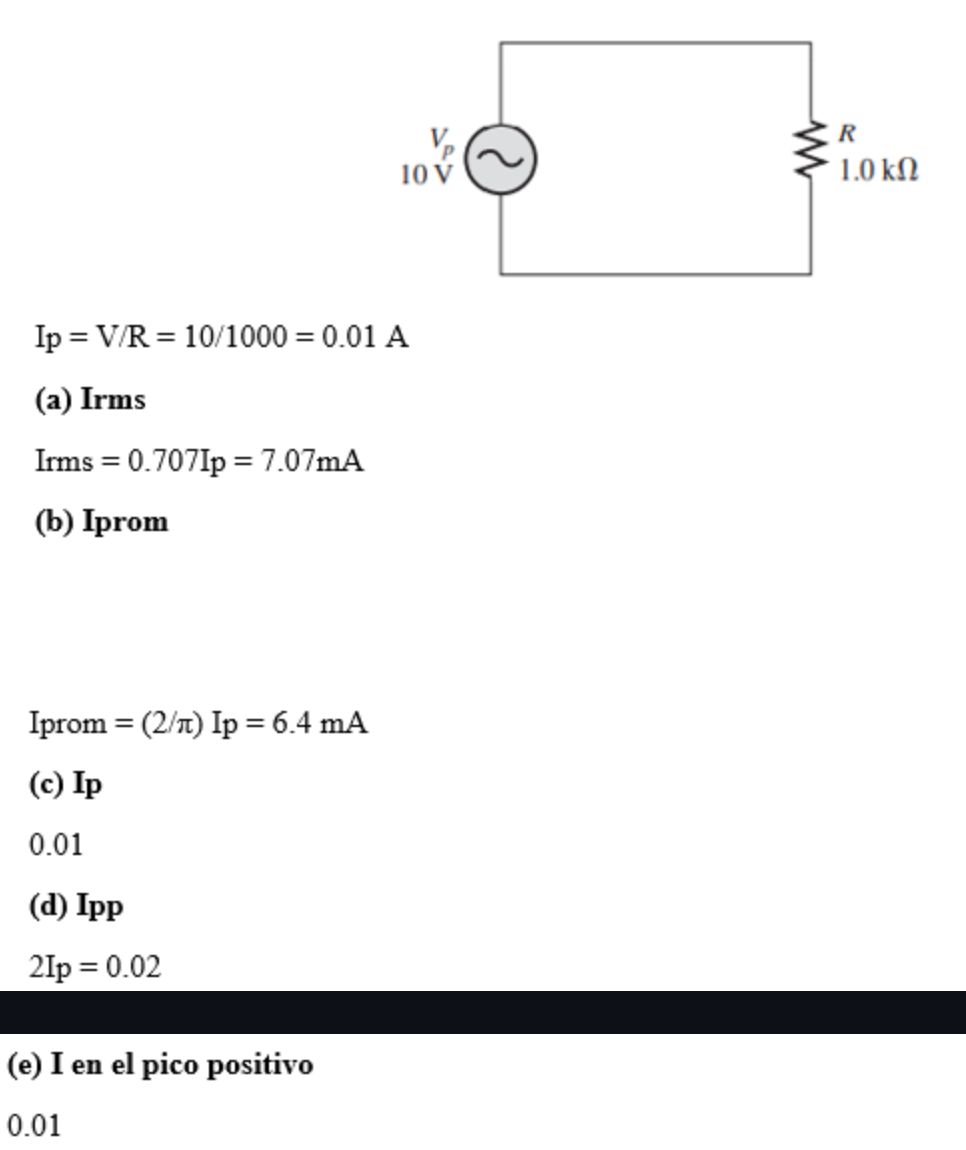 Vp
10 V
R
1.0 kΩ
Ip = V/R = 10/1000 = 0.01 A
(a) Irms
Irms = 0.707Ip = 7.07mA
(b) Iprom
Iprom = (2/π) Ip = 6.4 mA
(c) Ip
0.01
(d) Ipp
2Ip = 0.02
(e) I en el pico positivo
0.01